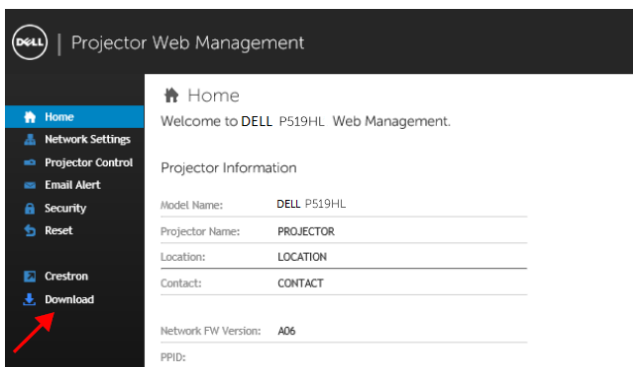 DELL | Projector Web Management
Home
Network Settings
Projector Control
Email Alert
Security
Reset
Crestron
Download
Home
Welcome to DELL P519HL Web Management.
Projector Information
Model Name: DELL P519HL
Projector Name: PROJECTOR
Location: LOCATION
Contact: CONTACT
Network FW Version: A06
PPID: